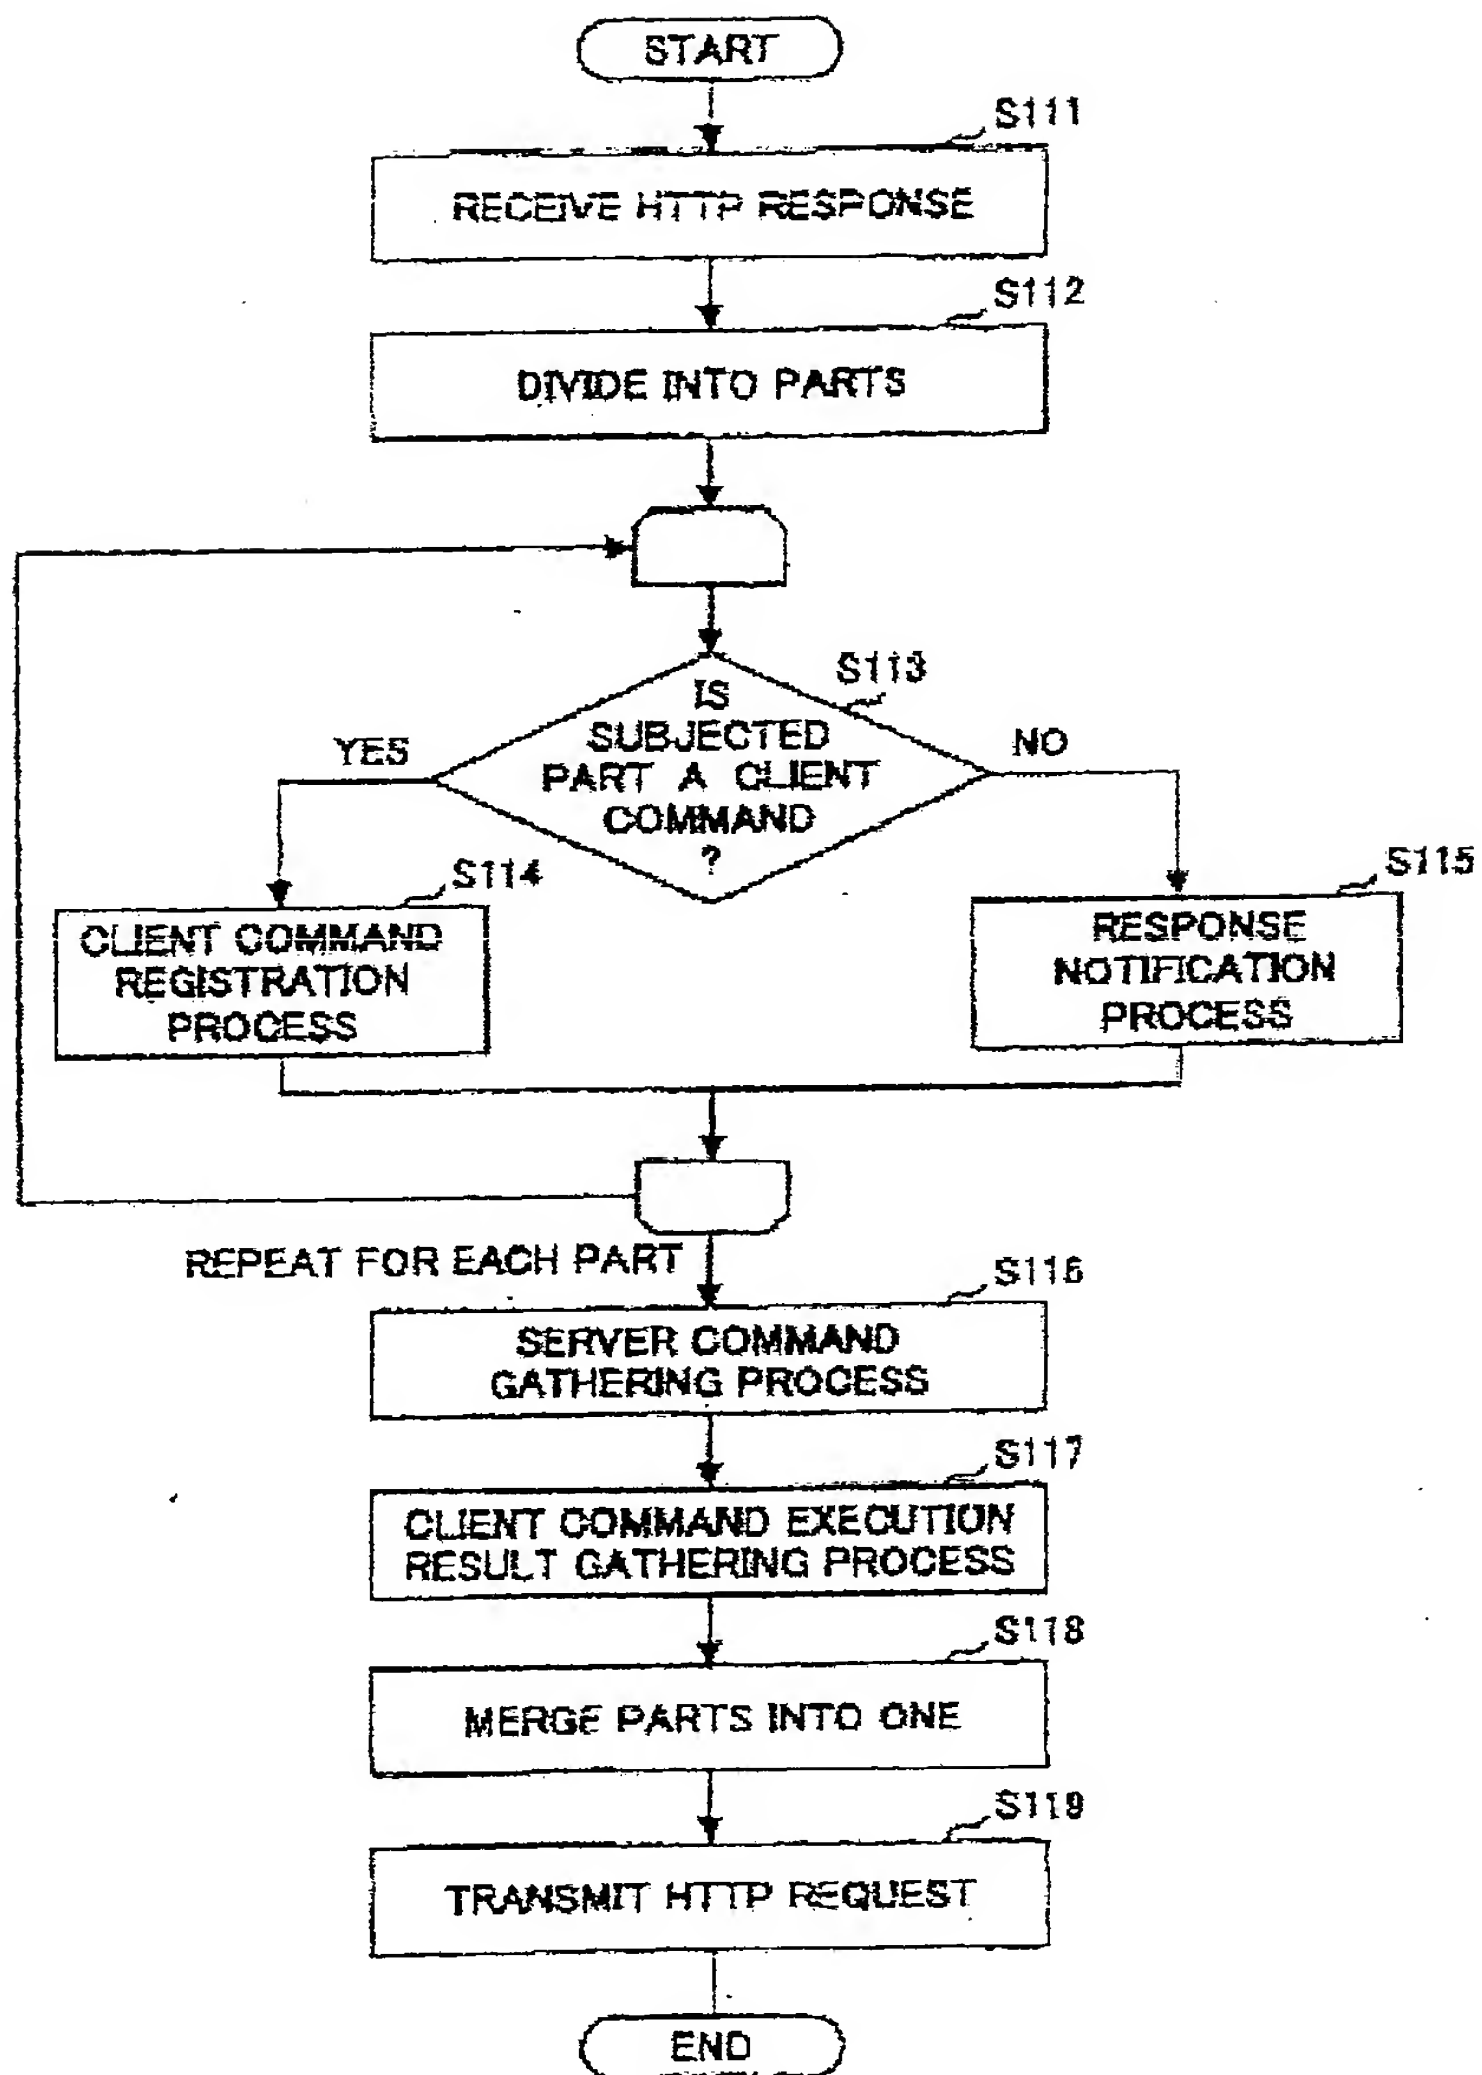 START
S111
RECEIVE HTTP RESPONSE
S112
DIVIDE INTO PARTS
S113
IS
SUBJECTED
PART A CLIENT
COMMAND
?
YES
NO
S114
CLIENT COMMAND
REGISTRATION
PROCESS
S115
RESPONSE
NOTIFICATION
PROCESS
REPEAT FOR EACH PART
S116
SERVER COMMAND
GATHERING PROCESS
S117
CLIENT COMMAND EXECUTION
RESULT GATHERING PROCESS
S118
MERGE PARTS INTO ONE
S119
TRANSMIT HTTP REQUEST
END